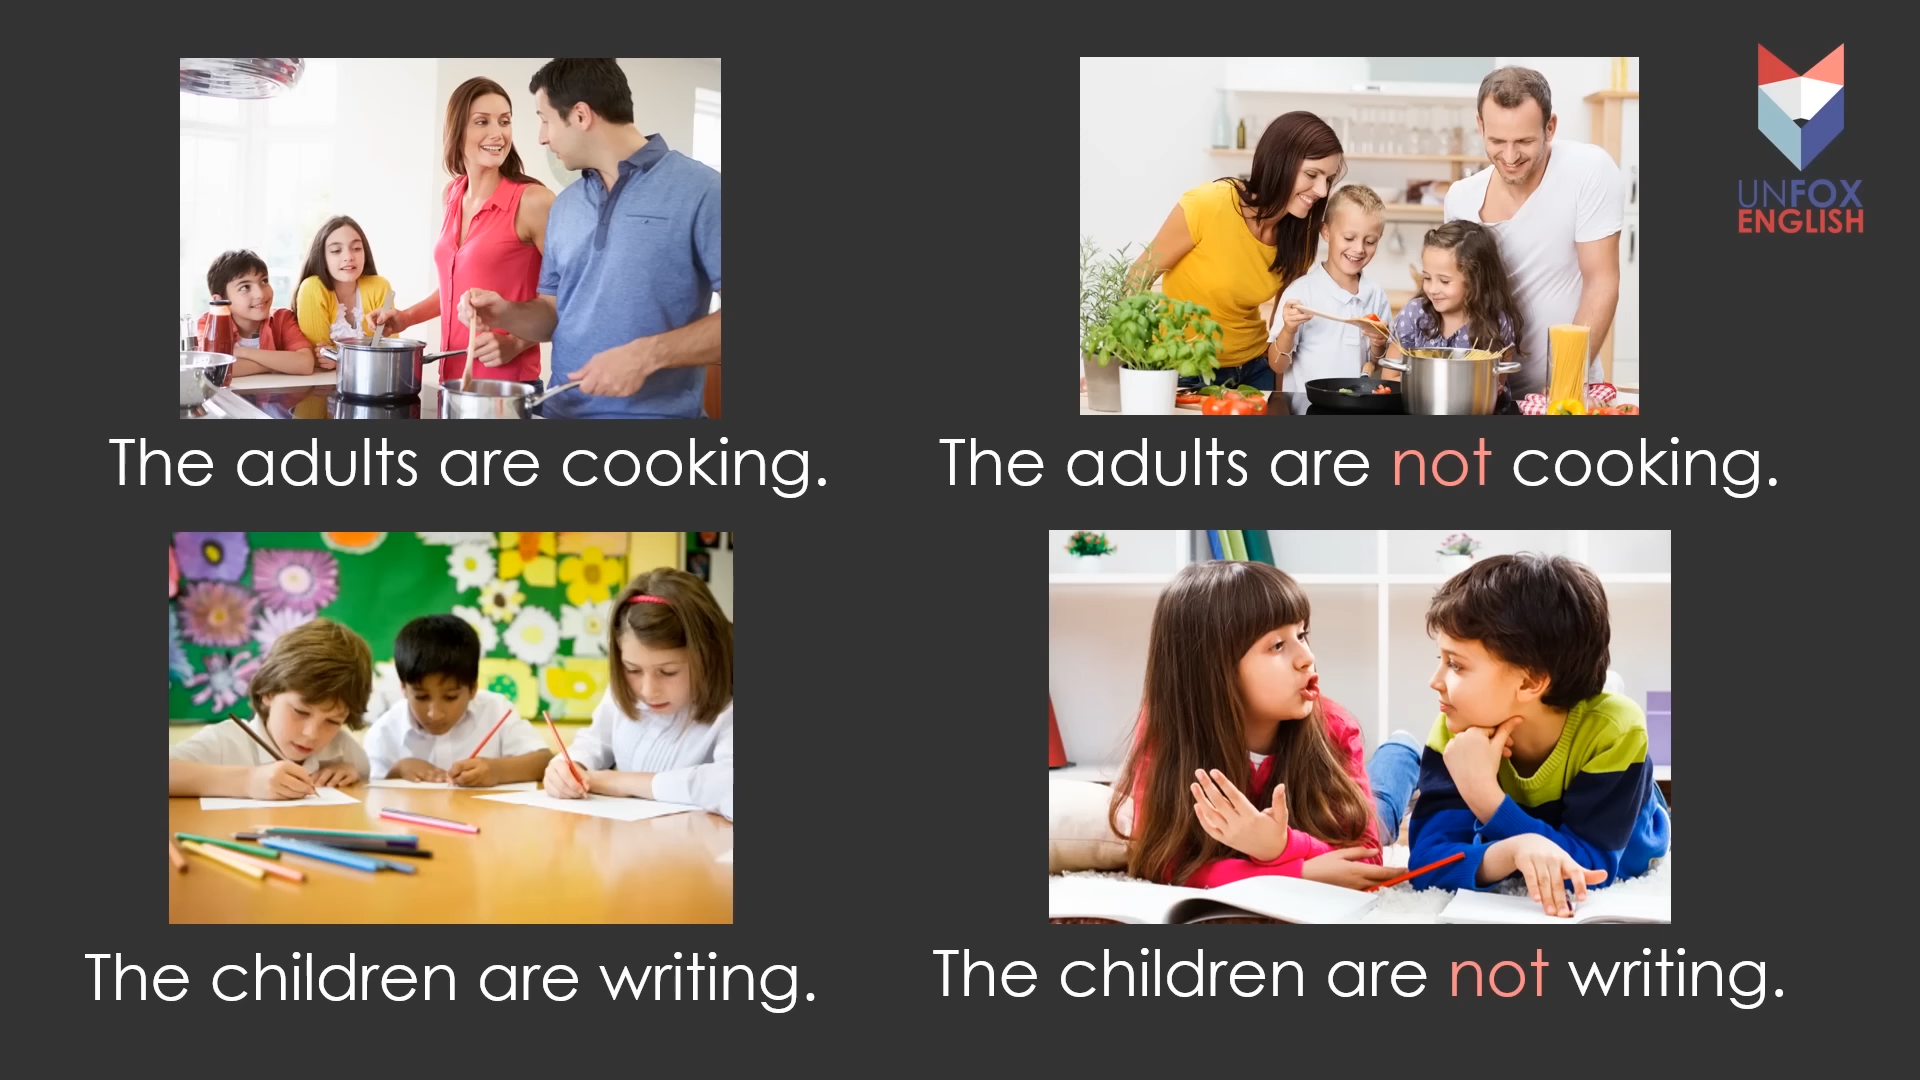 UNFOX
ENGLISH
The adults are cooking.
The adults are not cooking.
The children are writing.
The children are not writing.